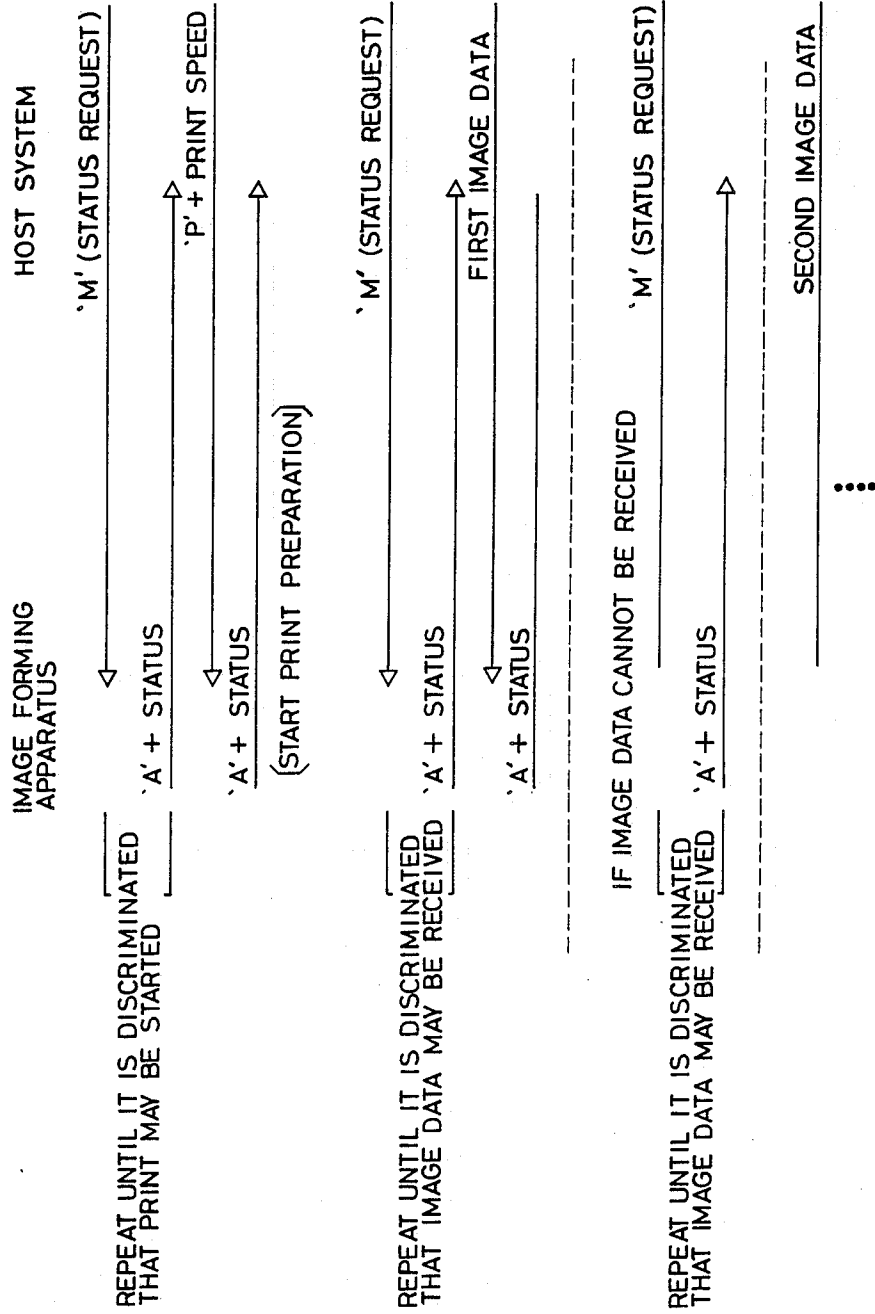 IMAGE FORMING
APPARATUS
HOST SYSTEM
REPEAT UNTIL IT IS DISCRIMINATED
THAT PRINT MAY BE STARTED
`M' (STATUS REQUEST)
`A' + STATUS
`P' + PRINT SPEED
`A' + STATUS
(START PRINT PREPARATION)
REPEAT UNTIL IT IS DISCRIMINATED
THAT IMAGE DATA MAY BE RECEIVED
`M' (STATUS REQUEST)
`A' + STATUS
FIRST IMAGE DATA
`A' + STATUS
IF IMAGE DATA CANNOT BE RECEIVED
REPEAT UNTIL IT IS DISCRIMINATED
THAT IMAGE DATA MAY BE RECEIVED
`M' (STATUS REQUEST)
`A' + STATUS
SECOND IMAGE DATA